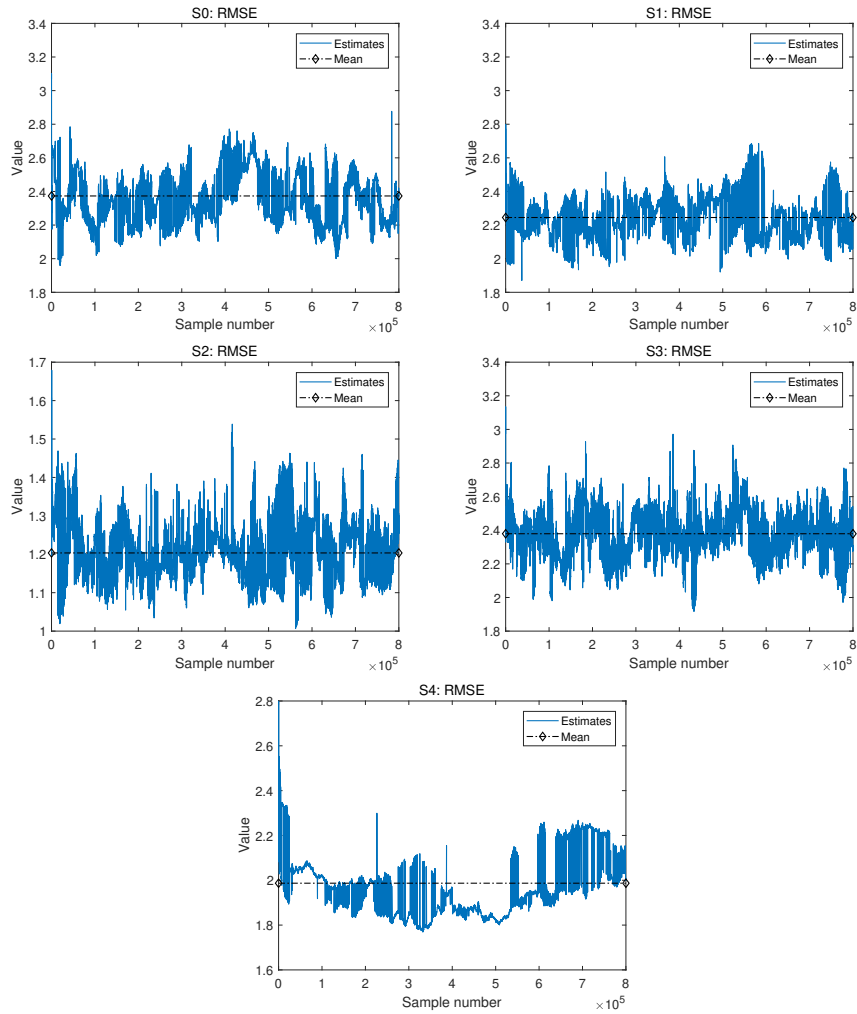 S0: RMSE
3.4
3.2
3
2.8
2.6
2.4
2.2
2
1.8
Value
Estimates
Mean
0 1 2 3 4 5 6 7 8
Sample number
×10^5
S1: RMSE
3.4
3.2
3
2.8
2.6
2.4
2.2
2
1.8
Value
Estimates
Mean
0 1 2 3 4 5 6 7 8
Sample number
×10^5
S2: RMSE
1.7
1.6
1.5
1.4
1.3
1.2
1.1
1
Value
Estimates
Mean
0 1 2 3 4 5 6 7 8
Sample number
×10^5
S3: RMSE
3.4
3.2
3
2.8
2.6
2.4
2.2
2
1.8
Value
Estimates
Mean
0 1 2 3 4 5 6 7 8
Sample number
×10^5
S4: RMSE
2.8
2.6
2.4
2.2
2
1.8
1.6
Value
Estimates
Mean
0 1 2 3 4 5 6 7 8
Sample number
×10^5